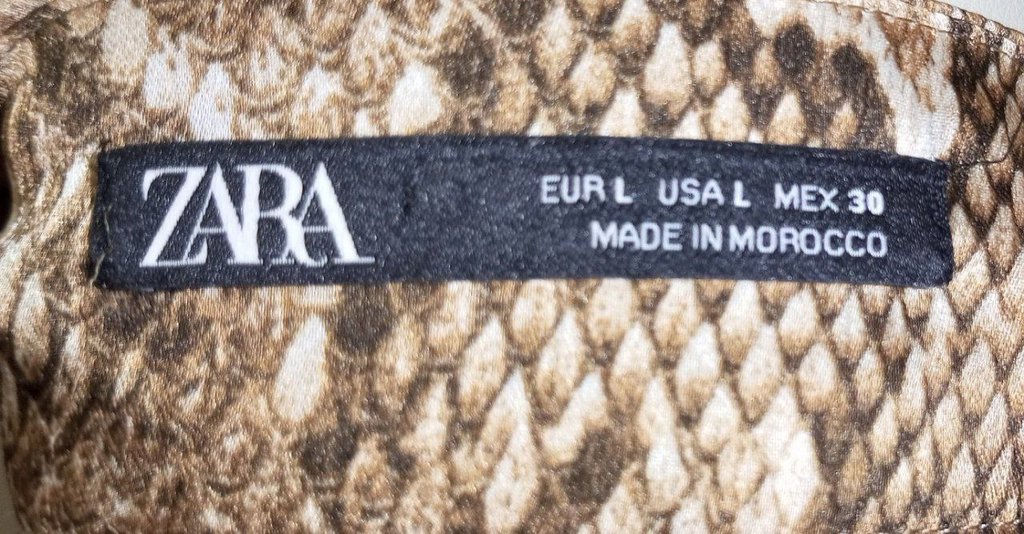 ZARA
EUR L USA L MEX 30
MADE IN MOROCCO